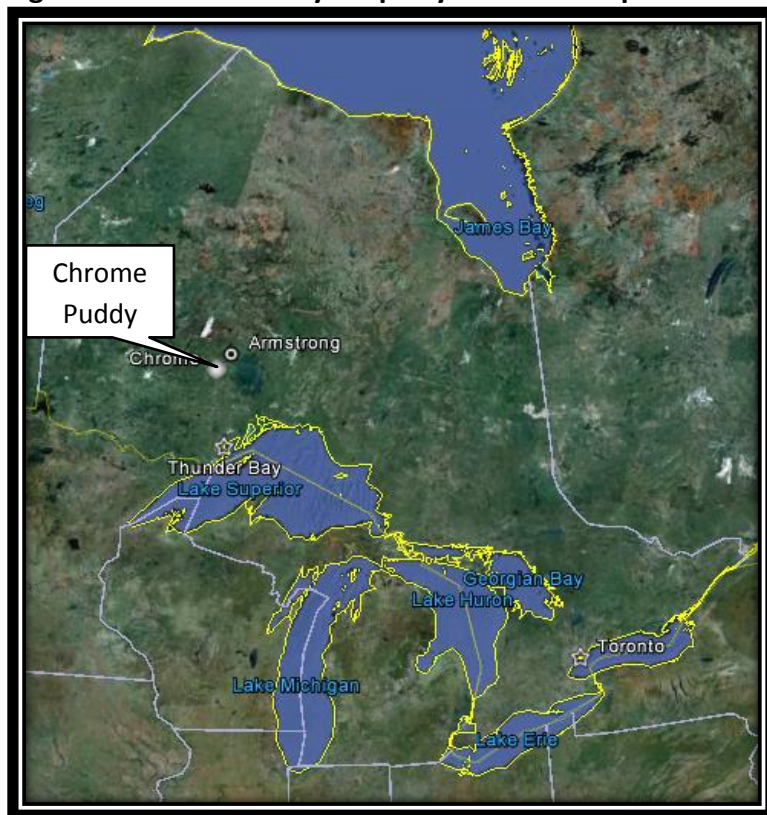 James Bay
Chrome
Puddy
Armstrong
Chrome
Thunder Bay
Lake Superior
Georgian Bay
Lake Huron
Toronto
Lake Michigan
Lake Erie